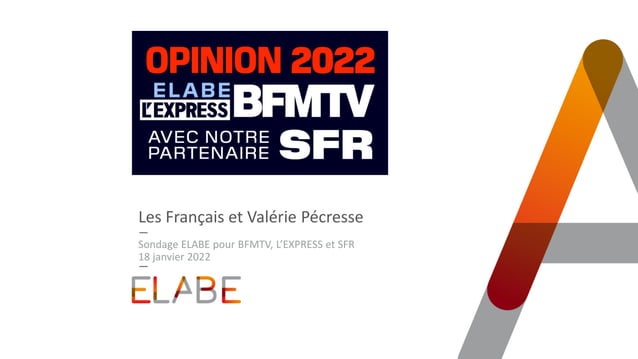 OPINION 2022
ELABE
L'EXPRESS BFMTV
AVEC NOTRE
PARTENAIRE SFR
Les Français et Valérie Pécresse
Sondage ELABE pour BFMTV, L'EXPRESS et SFR
18 janvier 2022
ELABE